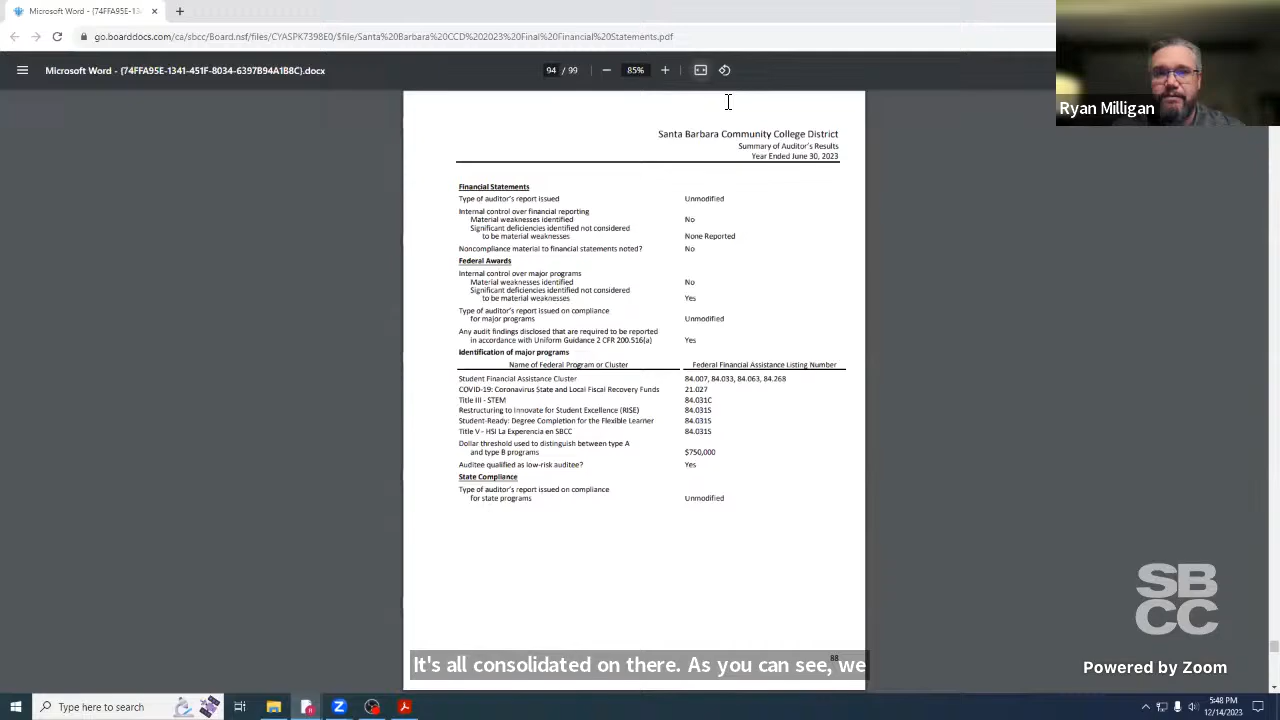 Microsoft Word - {74FFA95E-13-
go.boarddocs.com/ca/sbcc/Board.nsf/files/CYASPK7398E0/$file/Santa%20Barbara%20CCD%202023%20Final%20Financial%20Statements.pdf
Microsoft Word - {74FFA95E-134-451F-8034-6397B04A1F1D}.docx
94 / 99
85%
Ryan Milligan
Santa Barbara Community College District
Summary of Auditor's Results
Year Ended June 30, 2023
Financial Statements
Type of auditor's report issued Unmodified
Internal control over financial reporting
Material weaknesses identified No
Significant deficiencies identified not considered
to be material weaknesses None Reported
Noncompliance material to financial statements noted? No
Federal Awards
Internal control over major programs
Material weaknesses identified No
Significant deficiencies identified not considered
to be material weaknesses Yes
Type of auditor's report issued on compliance
for major programs Unmodified
Any audit findings disclosed that are required to be reported
in accordance with Uniform Guidance 2 CFR 200.516(a) Yes
Identification of major programs
Name of Federal Program or Cluster Federal Financial Assistance Listing Number
Student Financial Assistance Cluster 84.007, 84.033, 84.063, 84.268
COVID-19: Coronavirus State and Local Fiscal Recovery Funds 21.027
Title III - STEM 84.031C
Restructuring to Innovate for Student Excellence (RISE) 84.031S
Student-Ready: Degree Completion for the Flexible Learner 84.031S
Title V - HSI La Experencia en SBCC 84.031S
Dollar threshold used to distinguish between type A
and type B programs $750,000
Auditee qualified as low-risk auditee? Yes
State Compliance
Type of auditor's report issued on compliance
for state programs Unmodified
88
It's all consolidated on there. As you can see, we
SB
CC
Powered by Zoom
Type here to search
5:48 PM
12/14/2023